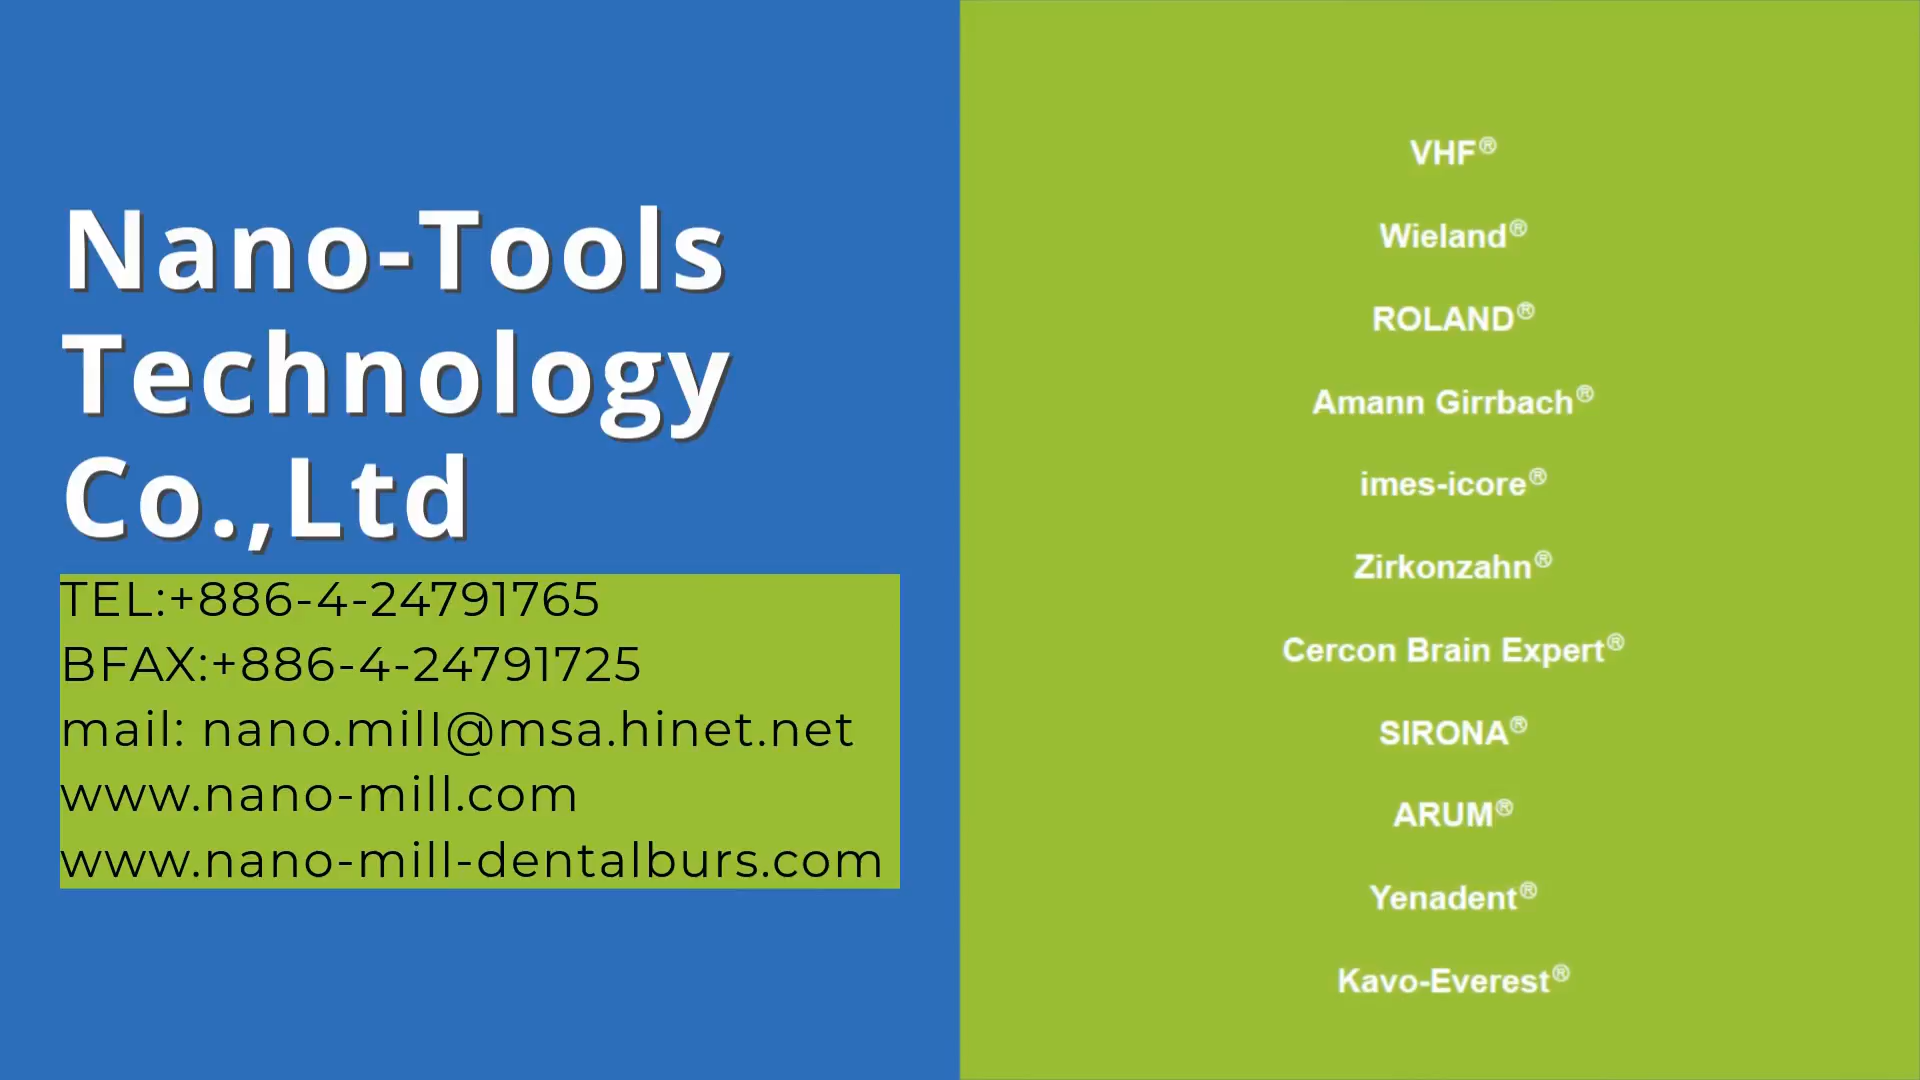 Nano-Tools
Technology
Co.,Ltd
TEL:+886-4-24791765
BFAX:+886-4-24791725
mail: nano.mill@msa.hinet.net
www.nano-mill.com
www.nano-mill-dentalburs.com
VHF®
Wieland®
ROLAND®
Amann Girrbach®
imes-icore®
Zirkonzahn®
Cercon Brain Expert®
SIRONA®
ARUM®
Yenadent®
Kavo-Everest®